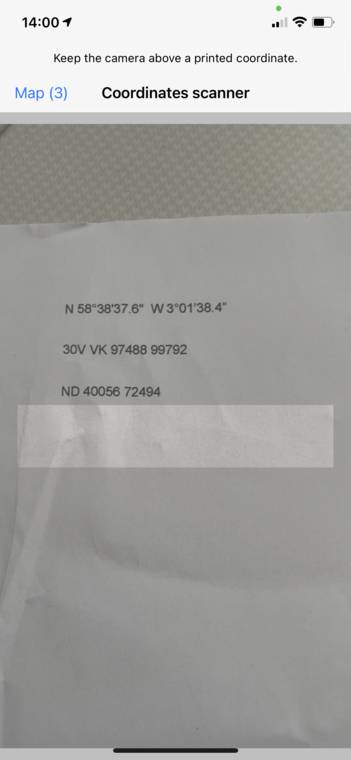 14:00
Keep the camera above a printed coordinate.
Map (3) Coordinates scanner
N 58°38'37.6" W 3°01'38.4"
30V VK 97488 99792
ND 40056 72494